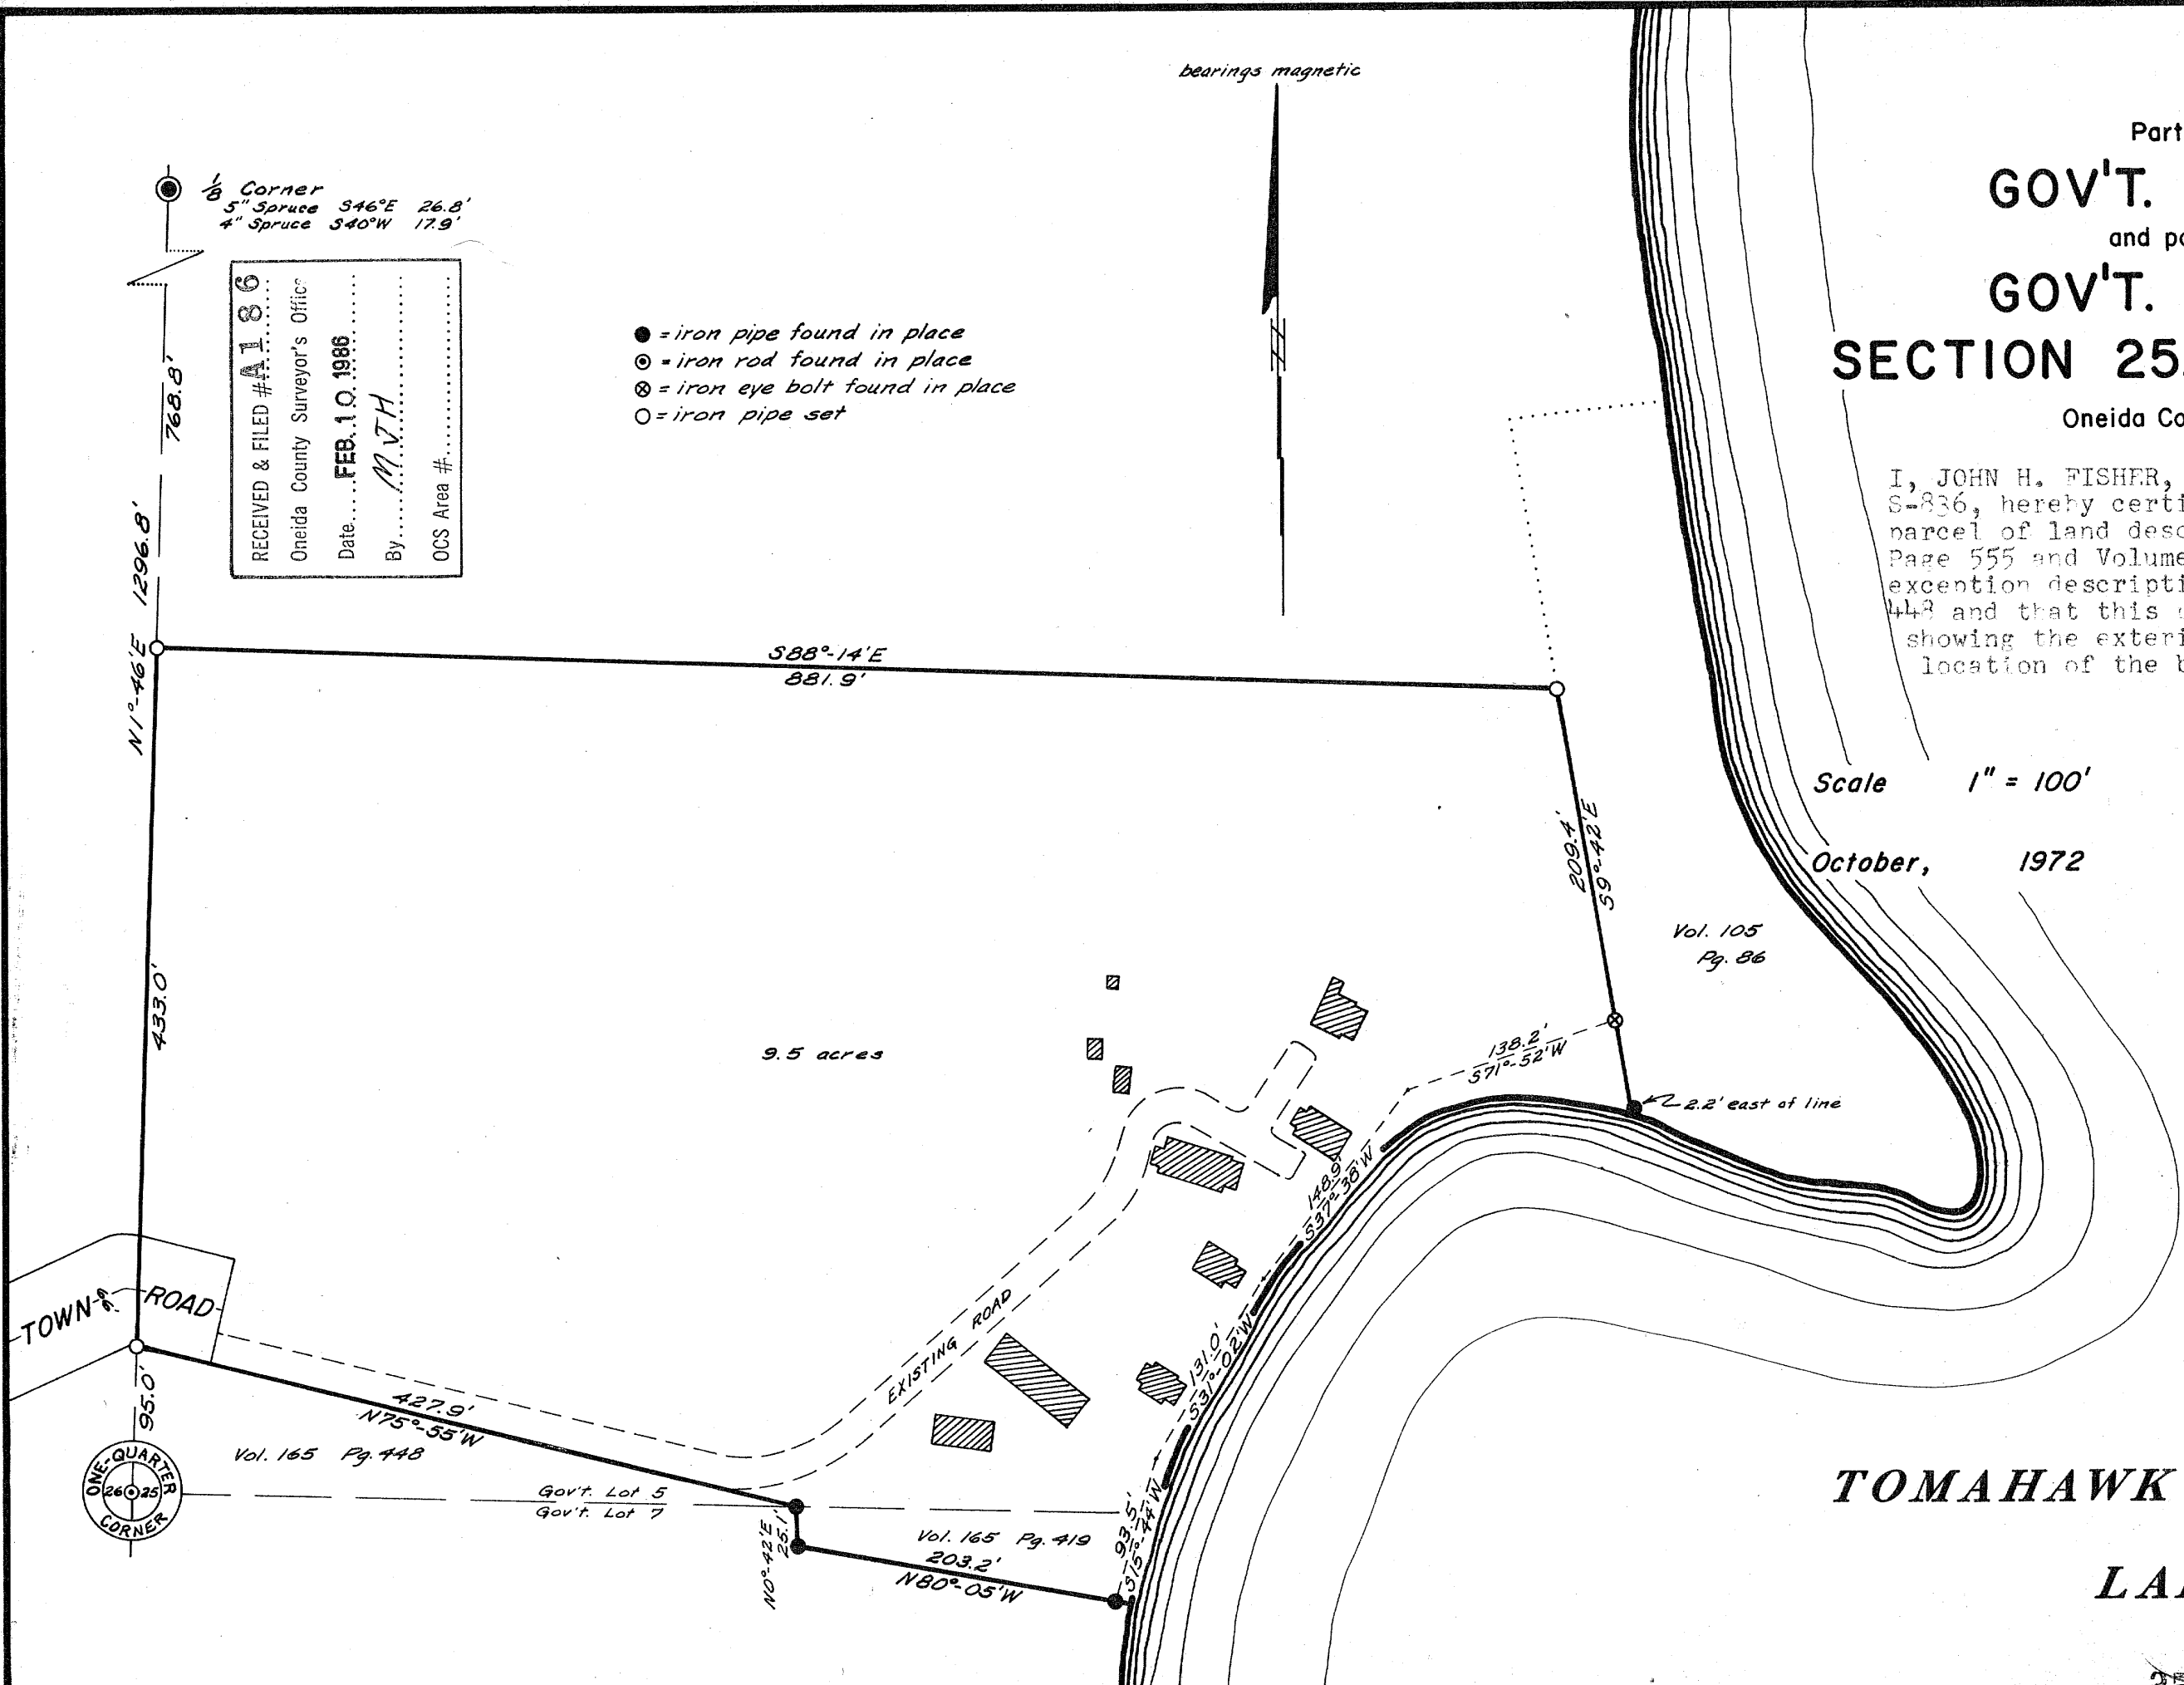 bearings magnetic
1/8 Corner
5" Spruce S46°E 26.8'
4" Spruce S40°W 17.9'
RECEIVED & FILED #A1186
Oneida County Surveyor's Office
Date FEB. 10. 1986
By M.J.H
OCS Area #
● = iron pipe found in place
⊙ = iron rod found in place
⊗ = iron eye bolt found in place
○ = iron pipe set
N
Part
GOV'T.
and
GOV'T.
SECTION 25
Oneida
I, JOHN H. FISHER,
S-836, hereby
parcel of land
Page 555 and Volume
exception
448 and that this
showing the
location of the
Scale 1" = 100'
October, 1972
768.8'
N1°-46'E 1296.8'
433.0'
S88°-14'E
881.9'
209.4'
S9°-42'E
Vol. 105
Pg. 86
138.2'
S71°-52'W
2.2' east of line
9.5 acres
148.9'
S37°-38'W
131.0'
S31°-02'W
93.5'
S15°-44'W
TOWN ROAD
66'
EXISTING ROAD
95.0'
427.9'
N75°-55'W
Vol. 165 Pg. 448
ONE-QUARTER
26 25
CORNER
Gov't. Lot 5
Gov't. Lot 7
N0°-42'E
25.1'
Vol. 165 Pg. 419
203.2'
N80°-05'W
TOMAHAWK